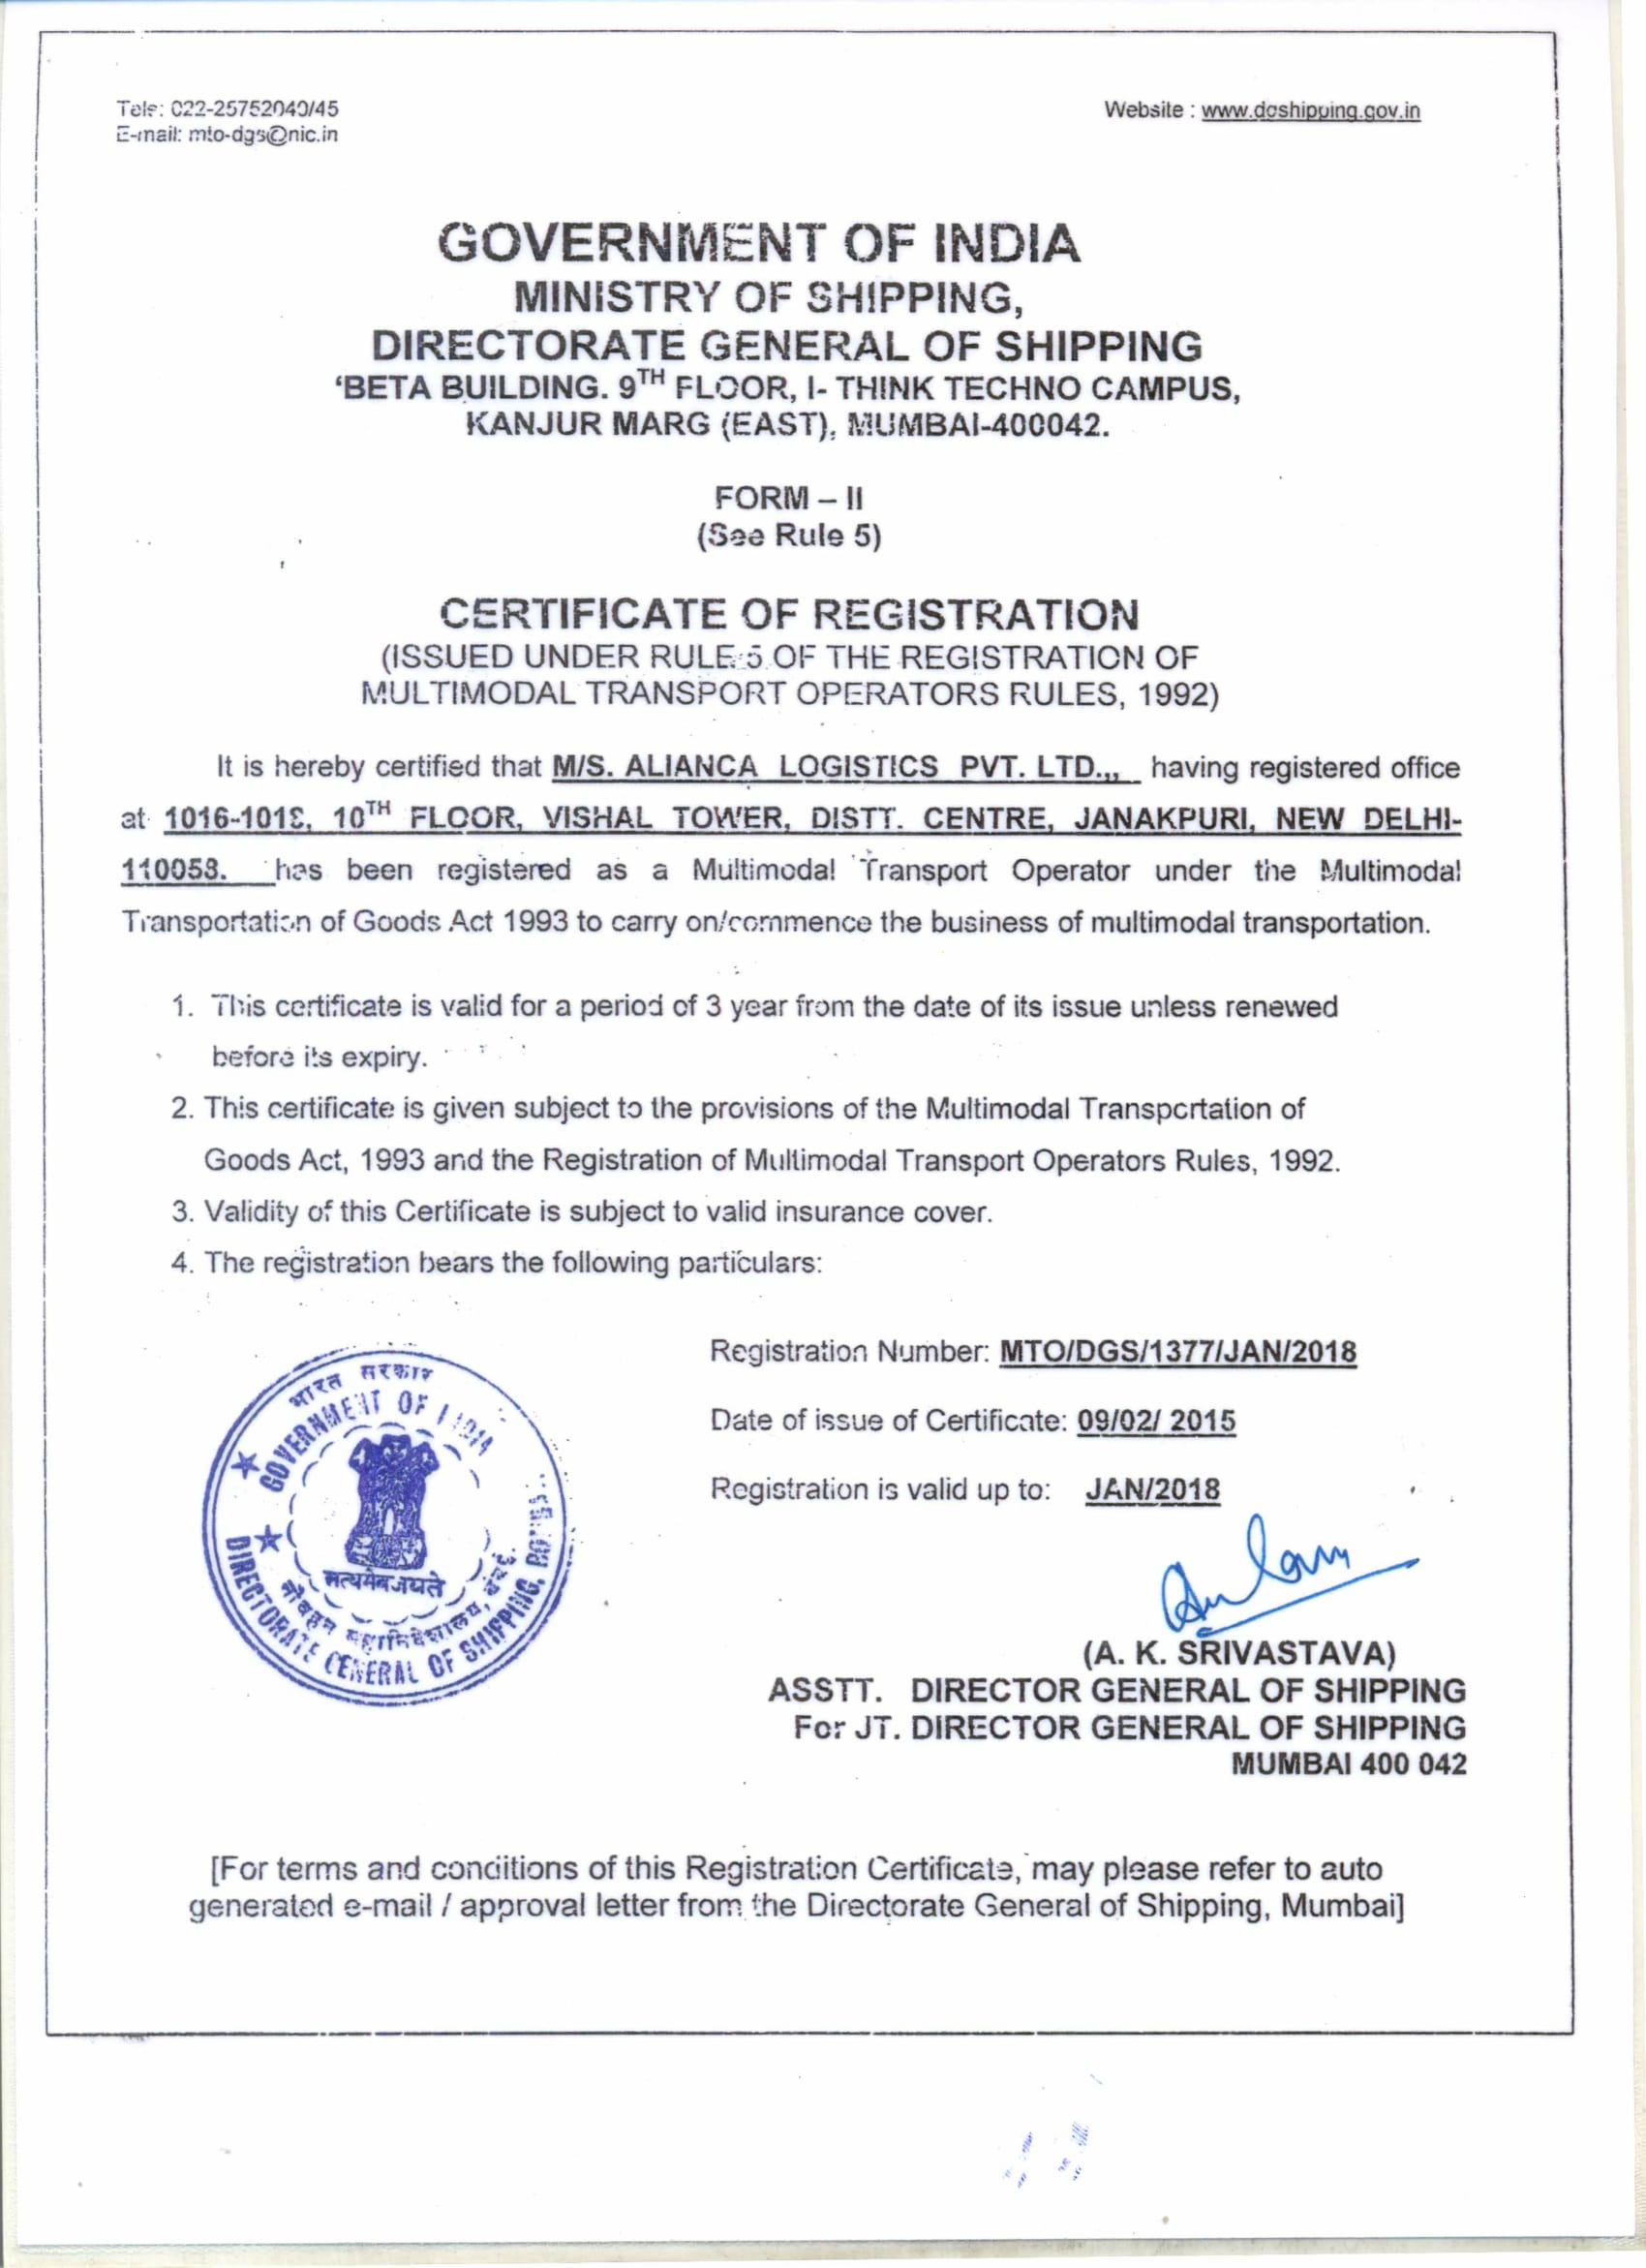 Tele: 022-25752040/45
Website : www.dgshipping.gov.in
E-mail: mto-dgs@nic.in
GOVERNMENT OF INDIA
MINISTRY OF SHIPPING,
DIRECTORATE GENERAL OF SHIPPING
‘BETA BUILDING. 9TH FLOOR, I- THINK TECHNO CAMPUS,
KANJUR MARG (EAST), MUMBAI-400042.
FORM – II
(See Rule 5)
CERTIFICATE OF REGISTRATION
(ISSUED UNDER RULE 5 OF THE REGISTRATION OF
MULTIMODAL TRANSPORT OPERATORS RULES, 1992)
It is hereby certified that M/S. ALIANCA LOGISTICS PVT. LTD.,, having registered office
at 1016-1018, 10TH FLOOR, VISHAL TOWER, DISTT. CENTRE, JANAKPURI, NEW DELHI-
110058. has been registered as a Multimodal Transport Operator under the Multimodal
Transportation of Goods Act 1993 to carry on/commence the business of multimodal transportation.
1. This certificate is valid for a period of 3 year from the date of its issue unless renewed
before its expiry.
2. This certificate is given subject to the provisions of the Multimodal Transportation of
Goods Act, 1993 and the Registration of Multimodal Transport Operators Rules, 1992.
3. Validity of this Certificate is subject to valid insurance cover.
4. The registration bears the following particulars:
Registration Number: MTO/DGS/1377/JAN/2018
Date of issue of Certificate: 09/02/ 2015
Registration is valid up to: JAN/2018
भारत सरकार
GOVERNMENT OF INDIA
सत्यमेव जयते
नौवहन महानिदेशालय, बंबई.
DIRECTORATE GENERAL OF SHIPPING, BOMBAY
(A. K. SRIVASTAVA)
ASSTT. DIRECTOR GENERAL OF SHIPPING
For JT. DIRECTOR GENERAL OF SHIPPING
MUMBAI 400 042
[For terms and conditions of this Registration Certificate, may please refer to auto
generated e-mail / approval letter from the Directorate General of Shipping, Mumbai]